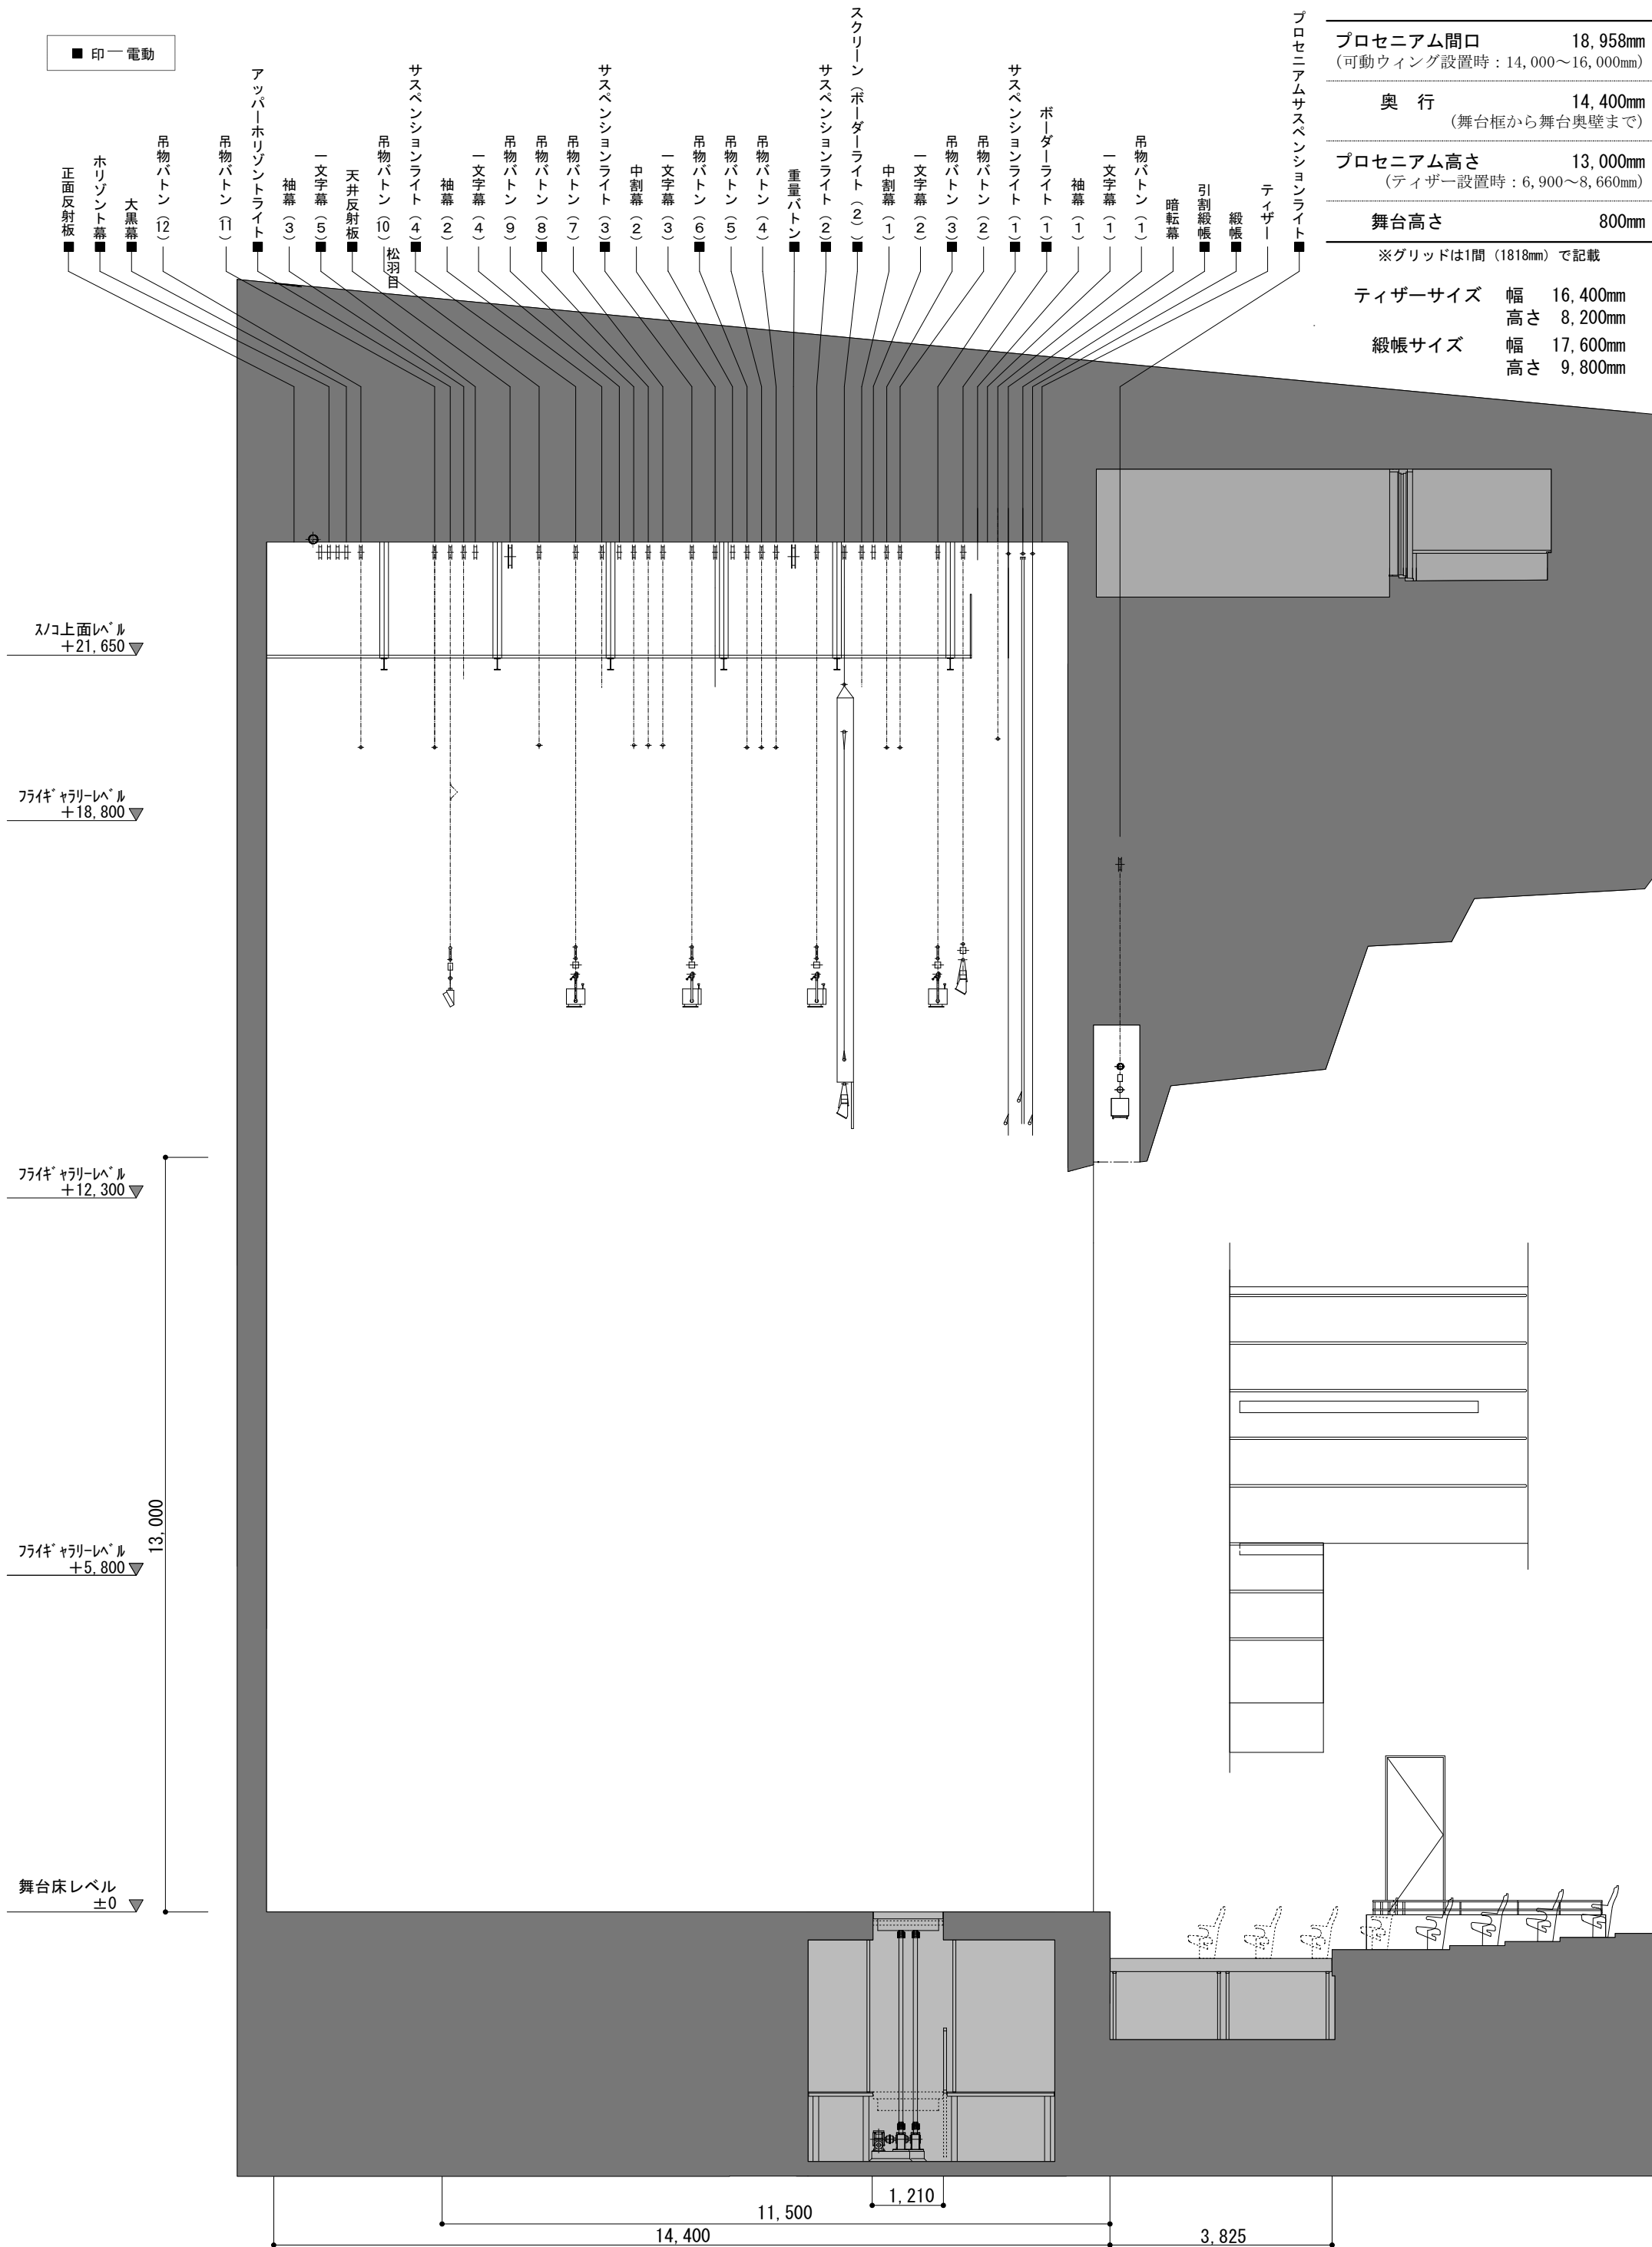 ■ 印 ― 電動
正面反射板
ホリゾント幕
大黒幕
吊物バトン (12)
吊物バトン (11)
アッパーホリゾントライト
袖幕 (3)
一文字幕 (5)
天井反射板
吊物バトン (10)
松羽目
サスペンションライト (4)
袖幕 (2)
一文字幕 (4)
吊物バトン (9)
吊物バトン (8)
吊物バトン (7)
サスペンションライト (3)
中割幕 (2)
一文字幕 (3)
吊物バトン (6)
吊物バトン (5)
吊物バトン (4)
重量バトン
サスペンションライト (2)
スクリーン (ボーダーライト (2))
中割幕 (1)
一文字幕 (2)
吊物バトン (3)
吊物バトン (2)
サスペンションライト (1)
ボーダーライト (1)
袖幕 (1)
一文字幕 (1)
吊物バトン (1)
暗転幕
引割緞帳
緞帳
ティザー
プロセニアムサスペンションライト
プロセニアム間口 18,958mm
(可動ウィング設置時：14,000～16,000mm)
奥 行 14,400mm
(舞台框から舞台奥壁まで)
プロセニアム高さ 13,000mm
(ティザー設置時：6,900～8,660mm)
舞台高さ 800mm
※グリッドは1間 (1818mm) で記載
ティザーサイズ 幅 16,400mm
高さ 8,200mm
緞帳サイズ 幅 17,600mm
高さ 9,800mm
ｽﾉｺ上面ﾚﾍﾞﾙ
+21,650
ﾌﾗｲｷﾞｬﾗﾘｰﾚﾍﾞﾙ
+18,800
ﾌﾗｲｷﾞｬﾗﾘｰﾚﾍﾞﾙ
+12,300
13,000
ﾌﾗｲｷﾞｬﾗﾘｰﾚﾍﾞﾙ
+5,800
舞台床レベル
±0
1,210
11,500
14,400
3,825